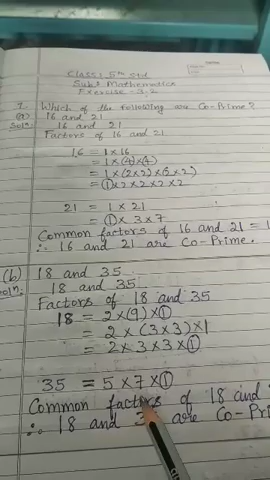 Class: 5th Std
Sub: Mathematics
Exercise - 3.2
1. Which of the following are Co-Prime?
(a) 16 and 21
Soln. 16 and 21
Factors of 16 and 21
16 = 1 × 16
= 1 × (4) × (4)
= 1 × (2 × 2) × (2 × 2)
= ① × 2 × 2 × 2 × 2
21 = 1 × 21
= ① × 3 × 7
Common factors of 16 and 21 = 1
∴ 16 and 21 are Co-Prime.
(b) 18 and 35
Soln. 18 and 35
Factors of 18 and 35
18 = 2 × (9) × ①
= 2 × (3 × 3) × 1
= 2 × 3 × 3 × ①
35 = 5 × 7 × ①
Common factors of 18 and
∴ 18 and are Co-Pri